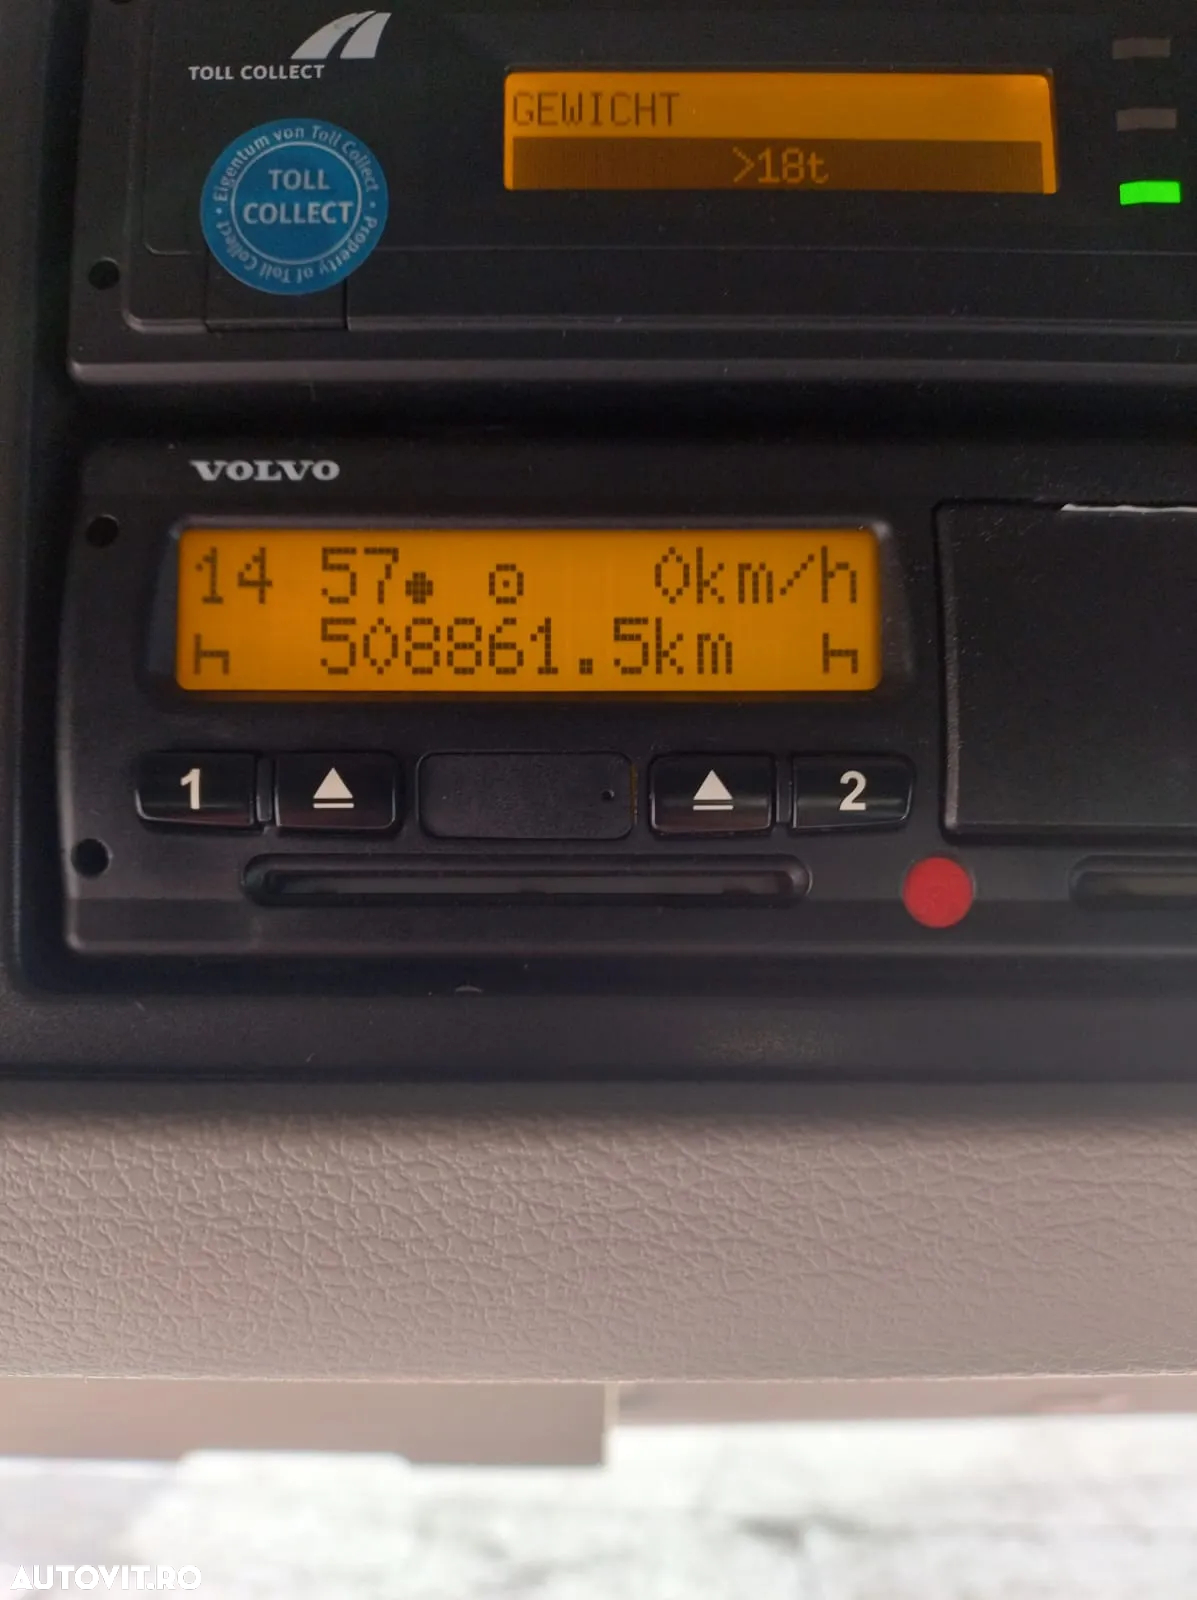 TOLL COLLECT
GEWICHT
>18t
Eigentum von Toll Collect
TOLL
COLLECT
Property of Toll Collect
VOLVO
14 57 0km/h
h 508861.5km h
1
2
AUTOVIT.RO